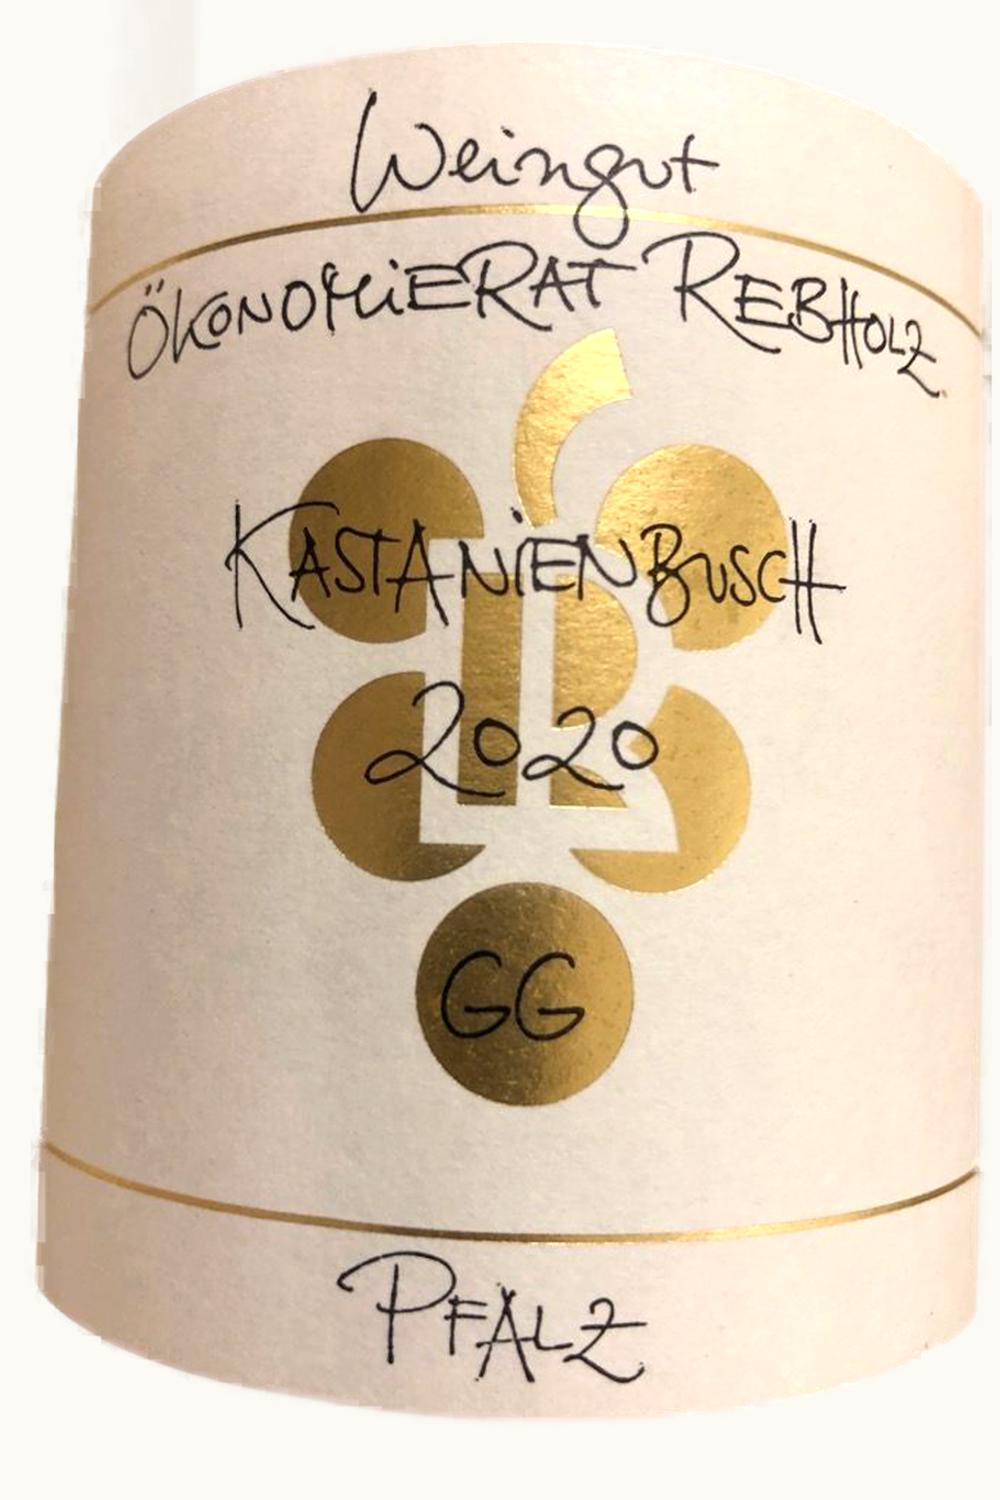 Weingut
ÖKONOMiERAT REBHOLZ
KASTANiENBUSCH
2020
GG
PFALZ